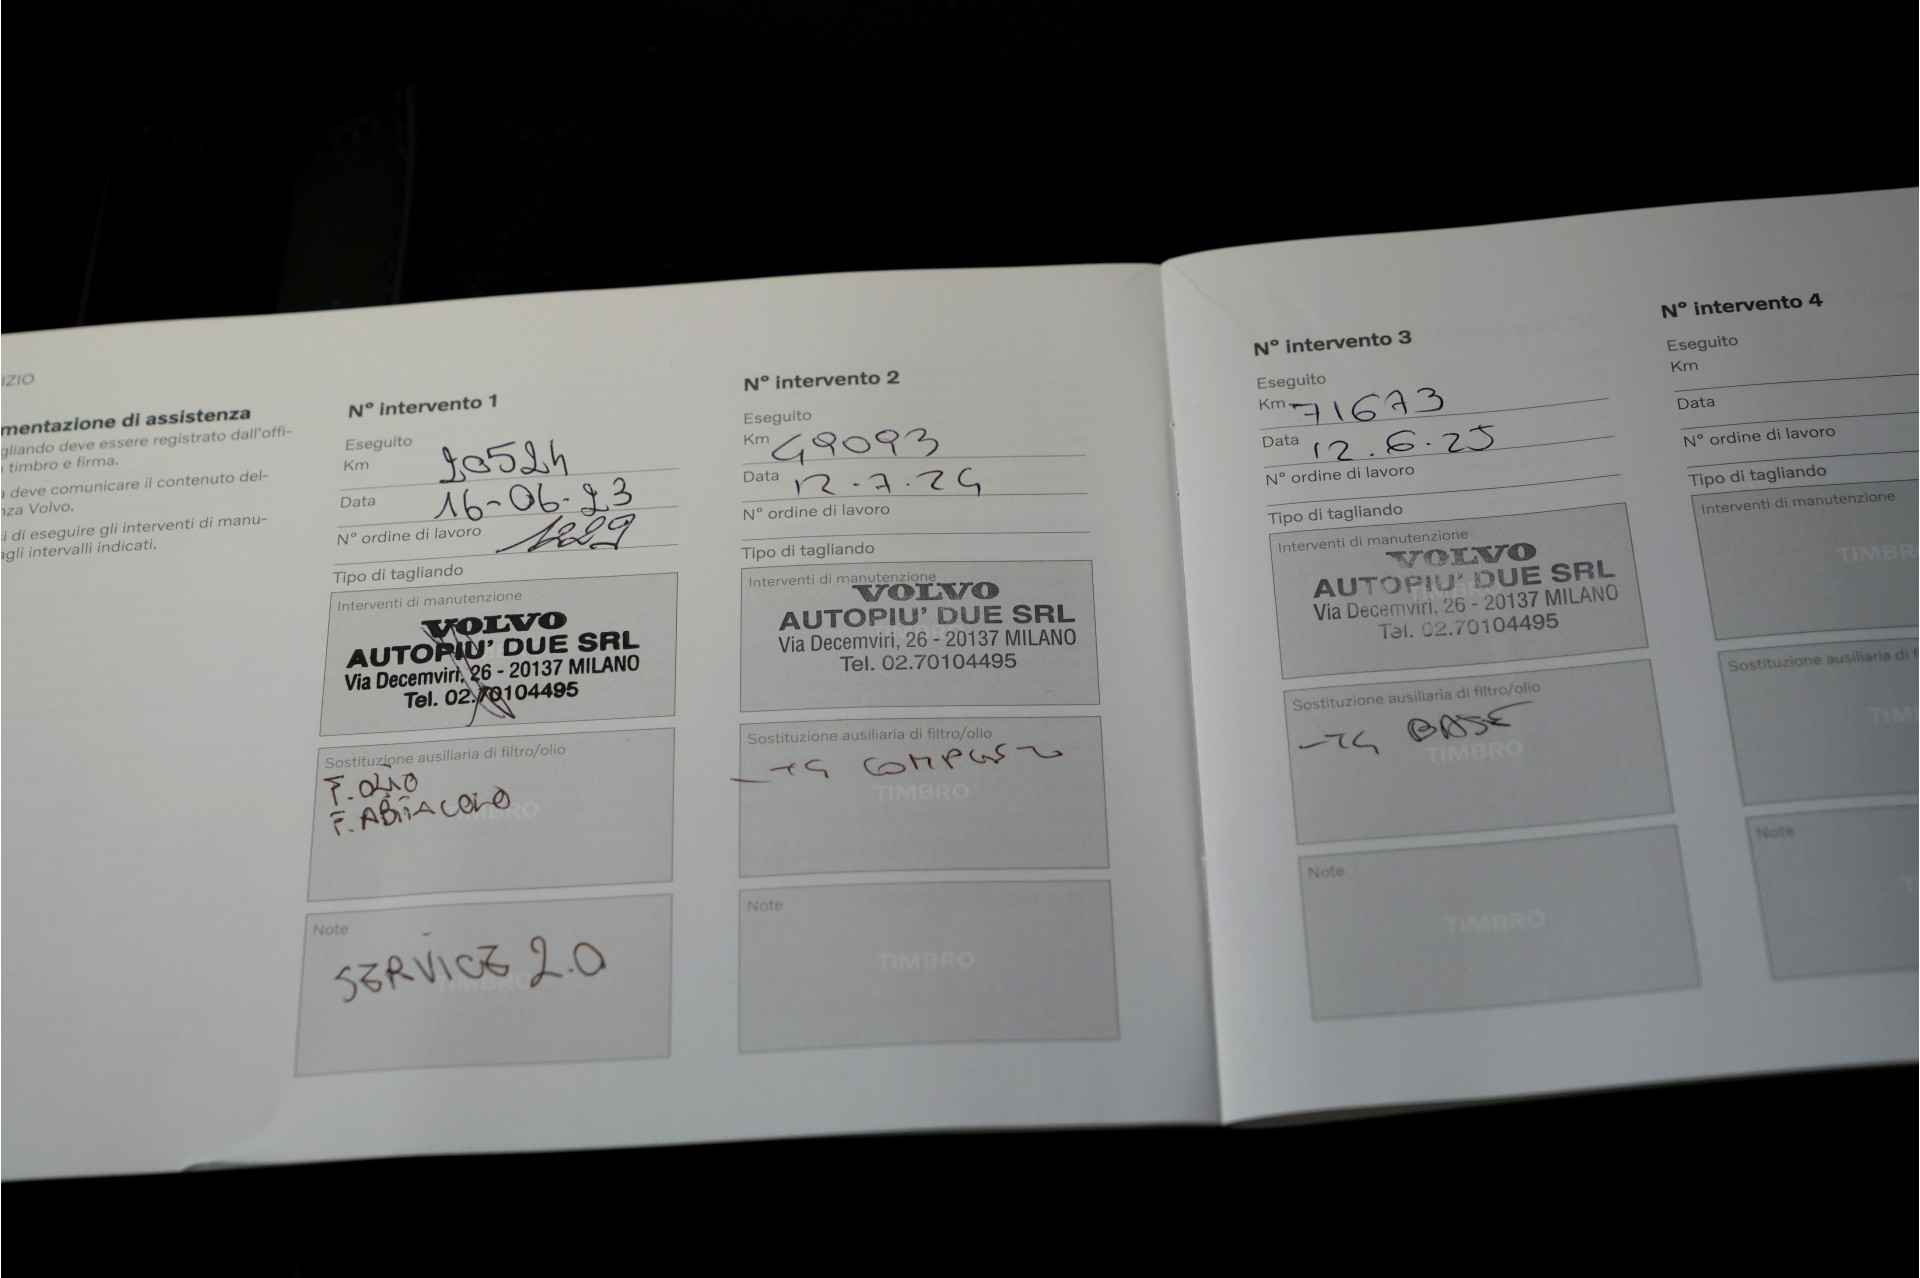 IZIO
mentazione di assistenza
gliando deve essere registrato dall'offi-
timbro e firma.
deve comunicare il contenuto del-
nza Volvo.
i di eseguire gli interventi di manu-
agli intervalli indicati.
N° intervento 1
Eseguito
Km 20524
Data 16-06-23
N° ordine di lavoro 1229
Tipo di tagliando
Interventi di manutenzione
VOLVO
AUTOPIU' DUE SRL
Via Decemviri, 26 - 20137 MILANO
Tel. 02.70104495
Sostituzione ausiliaria di filtro/olio
F. OLIO
F. ABITACOLO
TIMBRO
Note
SERVICE 2.0
TIMBRO
N° intervento 2
Eseguito
Km 49093
Data 12.7.24
N° ordine di lavoro
Tipo di tagliando
Interventi di manutenzione
VOLVO
AUTOPIU' DUE SRL
Via Decemviri, 26 - 20137 MILANO
Tel. 02.70104495
Sostituzione ausiliaria di filtro/olio
TIMBRO
Note
TIMBRO
N° intervento 3
Eseguito
Km 71673
Data 12.6.25
N° ordine di lavoro
Tipo di tagliando
Interventi di manutenzione
VOLVO
AUTOPIU' DUE SRL
Via Decemviri, 26 - 20137 MILANO
Tel. 02.70104495
Sostituzione ausiliaria di filtro/olio
- TG BASE
TIMBRO
Note
TIMBRO
N° intervento 4
Eseguito
Km
Data
N° ordine di lavoro
Tipo di tagliando
Interventi di manutenzione
TIMBR
Sostituzione ausiliaria di f
TIM
Note